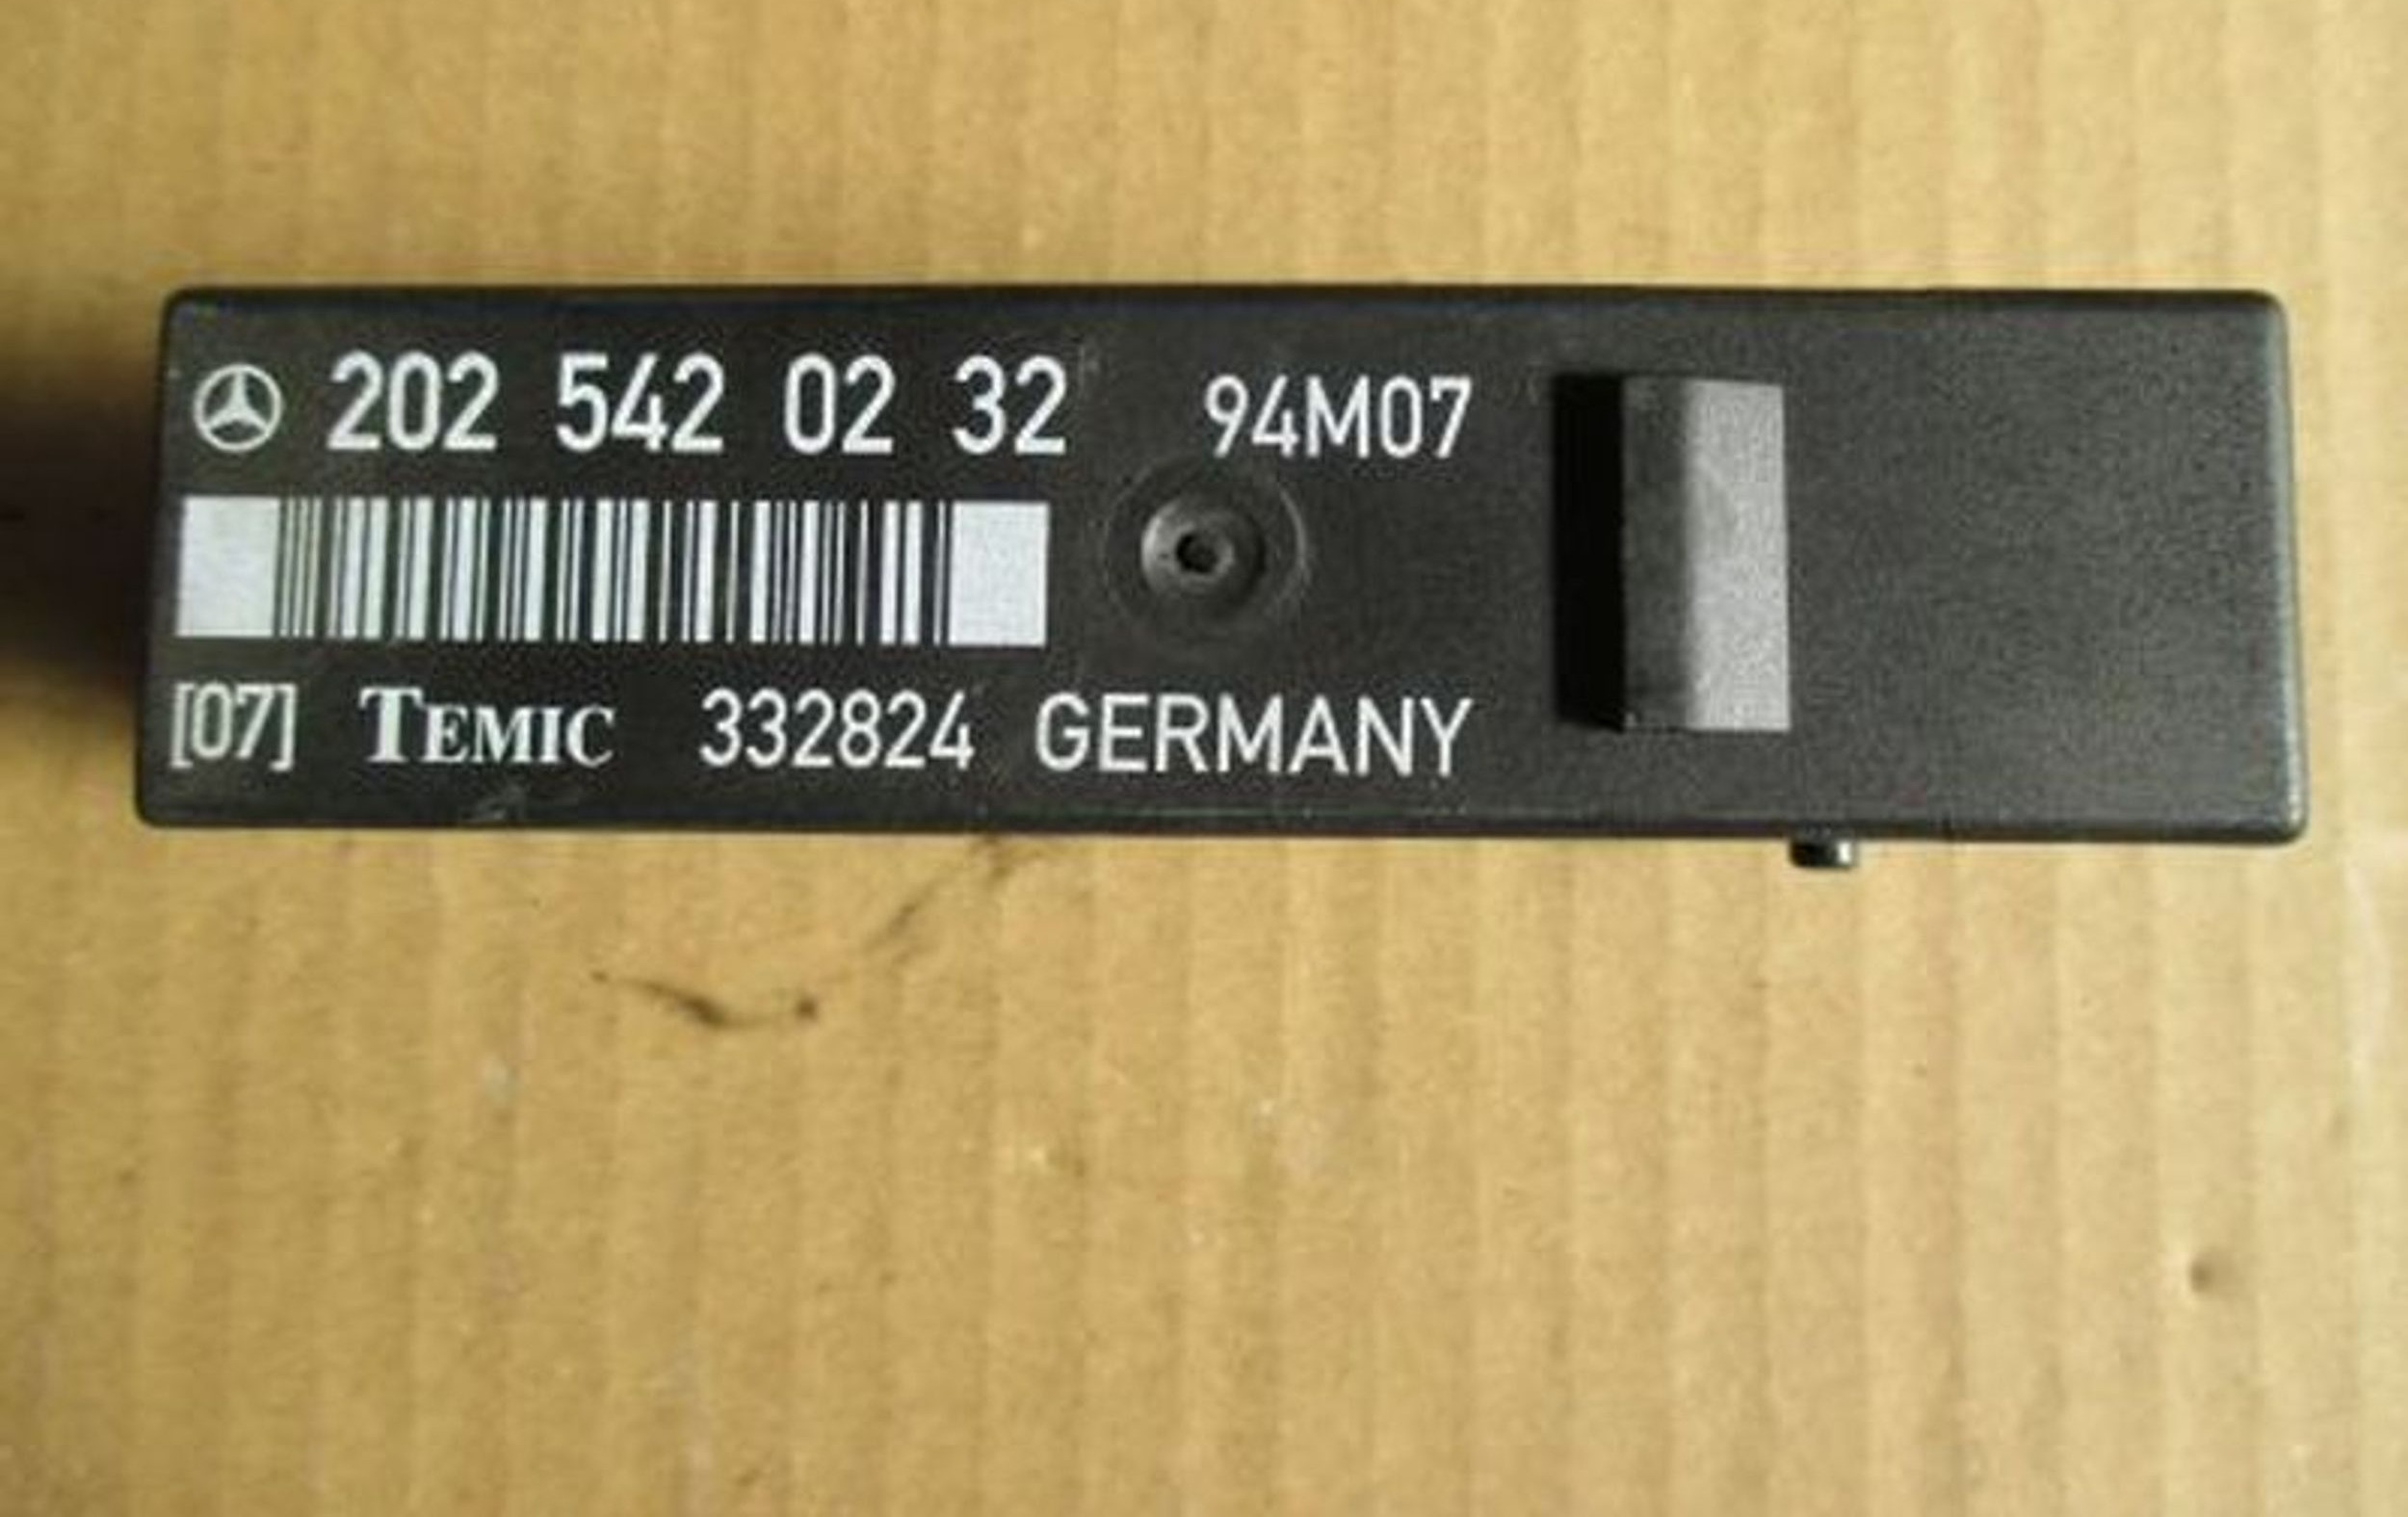 202 542 02 32 94M07
[07] TEMIC 332824 GERMANY